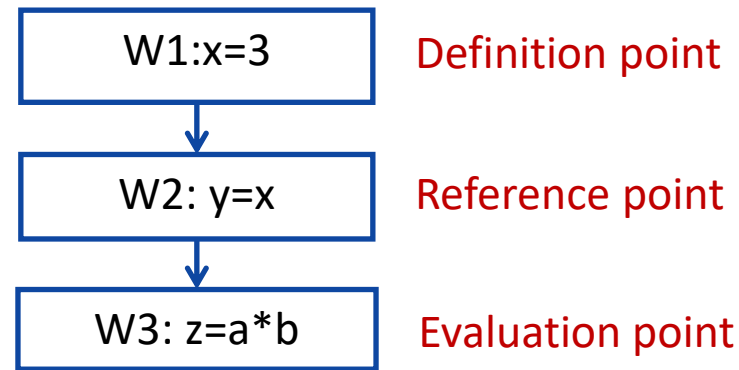 W1:x=3 Definition point
W2: y=x Reference point
W3: z=a*b Evaluation point